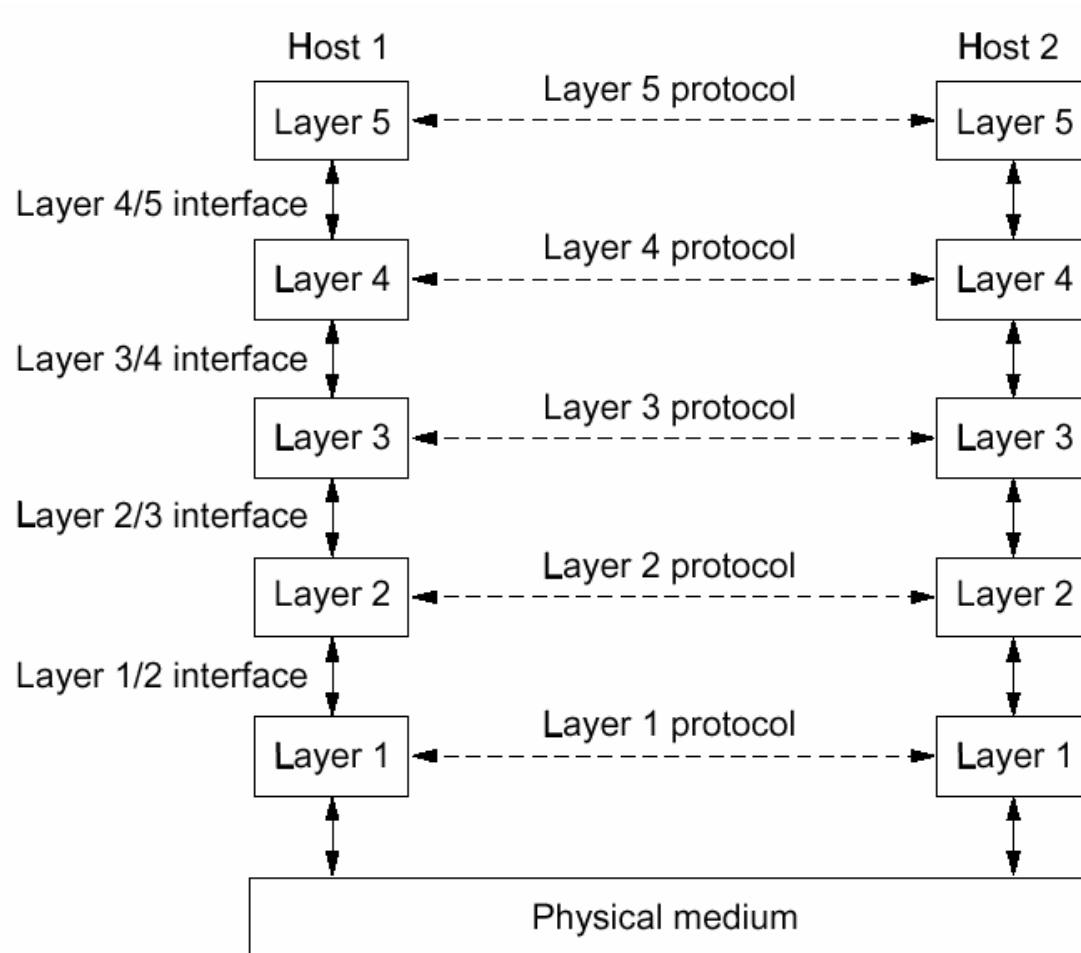 Host 1
Host 2
Layer 5 protocol
Layer 5
Layer 5
Layer 4/5 interface
Layer 4 protocol
Layer 4
Layer 4
Layer 3/4 interface
Layer 3 protocol
Layer 3
Layer 3
Layer 2/3 interface
Layer 2 protocol
Layer 2
Layer 2
Layer 1/2 interface
Layer 1 protocol
Layer 1
Layer 1
Physical medium